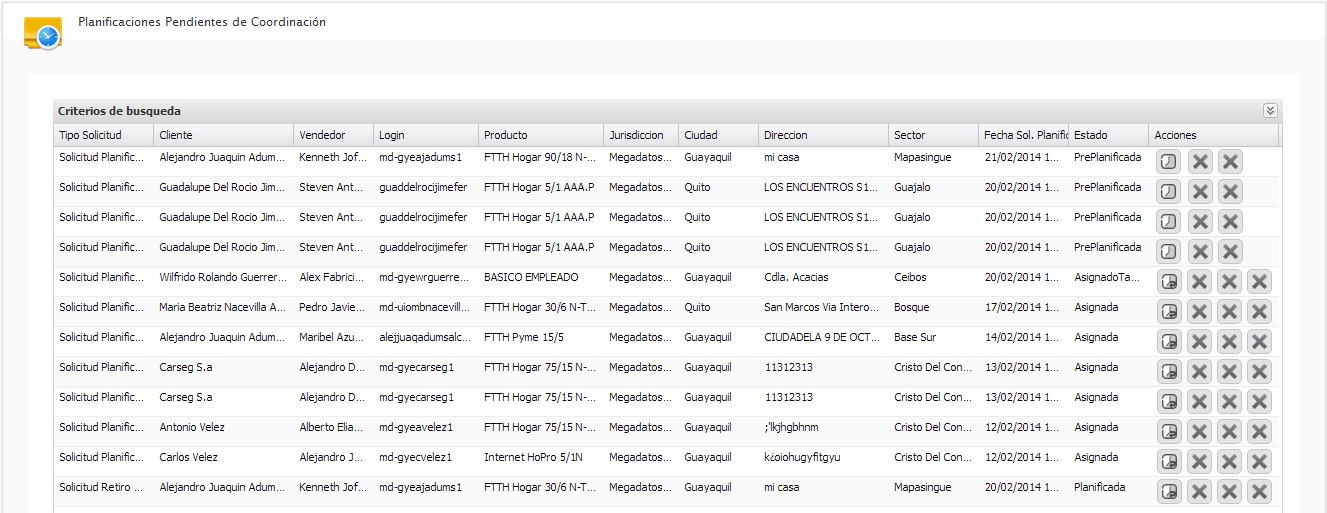 Planificaciones Pendientes de Coordinación
Criterios de busqueda
Tipo Solicitud Cliente Vendedor Login Producto Jurisdiccion Ciudad Direccion Sector Fecha Sol. Planific Estado Acciones
Solicitud Planific... Alejandro Juaquin Adum... Kenneth Jof... md-gyeajadums1 FTTH Hogar 90/18 N-... Megadatos... Guayaquil mi casa Mapasingue 21/02/2014 1... PrePlanificada
Solicitud Planific... Guadalupe Del Rocio Jim... Steven Ant... guaddelrocijimefer FTTH Hogar 5/1 AAA.P Megadatos... Quito LOS ENCUENTROS S1... Guajalo 20/02/2014 1... PrePlanificada
Solicitud Planific... Guadalupe Del Rocio Jim... Steven Ant... guaddelrocijimefer FTTH Hogar 5/1 AAA.P Megadatos... Quito LOS ENCUENTROS S1... Guajalo 20/02/2014 1... PrePlanificada
Solicitud Planific... Guadalupe Del Rocio Jim... Steven Ant... guaddelrocijimefer FTTH Hogar 5/1 AAA.P Megadatos... Quito LOS ENCUENTROS S1... Guajalo 20/02/2014 1... PrePlanificada
Solicitud Planific... Wilfrido Rolando Guerrer... Alex Fabrici... md-gyewrguerre... BASICO EMPLEADO Megadatos... Guayaquil Cdla. Acacias Ceibos 20/02/2014 1... AsignadoTa...
Solicitud Planific... Maria Beatriz Nacevilla A... Pedro Javie... md-uiombnacevill... FTTH Hogar 30/6 N-T... Megadatos... Quito San Marcos Via Intero... Bosque 17/02/2014 1... Asignada
Solicitud Planific... Alejandro Juaquin Adum... Maribel Azu... alejjuaqadumsalc... FTTH Pyme 15/5 Megadatos... Guayaquil CIUDADELA 9 DE OCT... Base Sur 14/02/2014 1... Asignada
Solicitud Planific... Carseg S.a Alejandro D... md-gyecarseg1 FTTH Hogar 75/15 N-... Megadatos... Guayaquil 11312313 Cristo Del Con... 13/02/2014 1... Asignada
Solicitud Planific... Carseg S.a Alejandro D... md-gyecarseg1 FTTH Hogar 75/15 N-... Megadatos... Guayaquil 11312313 Cristo Del Con... 13/02/2014 1... Asignada
Solicitud Planific... Antonio Velez Alberto Elia... md-gyeavelez1 FTTH Hogar 75/15 N-... Megadatos... Guayaquil ;'lkjhgbhnm Cristo Del Con... 12/02/2014 1... Asignada
Solicitud Planific... Carlos Velez Alejandro J... md-gyecvelez1 Internet HoPro 5/1N Megadatos... Guayaquil k¿oiohugyfitgyu Cristo Del Con... 12/02/2014 1... Asignada
Solicitud Retiro ... Alejandro Juaquin Adum... Kenneth Jof... md-gyeajadums1 FTTH Hogar 30/6 N-T... Megadatos... Guayaquil mi casa Mapasingue 20/02/2014 1... Planificada